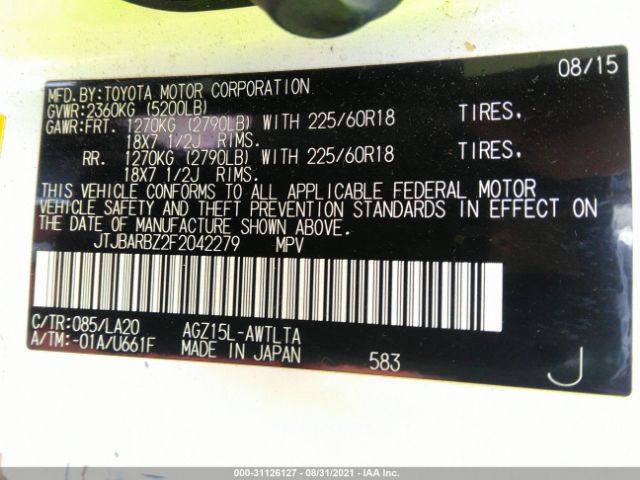 MFD.BY:TOYOTA MOTOR CORPORATION 08/15
GVWR:2360KG (5200LB)
GAWR:FRT. 1270KG (2790LB) WITH 225/60R18 TIRES,
18X7 1/2J RIMS.
RR. 1270KG (2790LB) WITH 225/60R18 TIRES,
18X7 1/2J RIMS.
THIS VEHICLE CONFORMS TO ALL APPLICABLE FEDERAL MOTOR
VEHICLE SAFETY AND THEFT PREVENTION STANDARDS IN EFFECT ON
THE DATE OF MANUFACTURE SHOWN ABOVE.
JTJBARBZ2F2042279 MPV
C/TR:085/LA20 AGZ15L-AWTLTA
A/TM:-01A/U661F MADE IN JAPAN 583 J
000-31126127 - 08/31/2021 - IAA Inc.